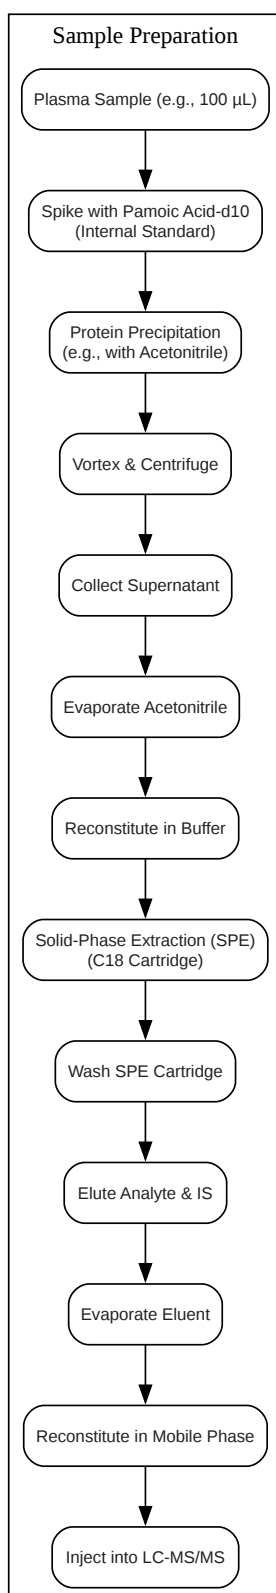 Sample Preparation
Plasma Sample (e.g., 100 µL)
Spike with Pamoic Acid-d10
(Internal Standard)
Protein Precipitation
(e.g., with Acetonitrile)
Vortex & Centrifuge
Collect Supernatant
Evaporate Acetonitrile
Reconstitute in Buffer
Solid-Phase Extraction (SPE)
(C18 Cartridge)
Wash SPE Cartridge
Elute Analyte & IS
Evaporate Eluent
Reconstitute in Mobile Phase
Inject into LC-MS/MS